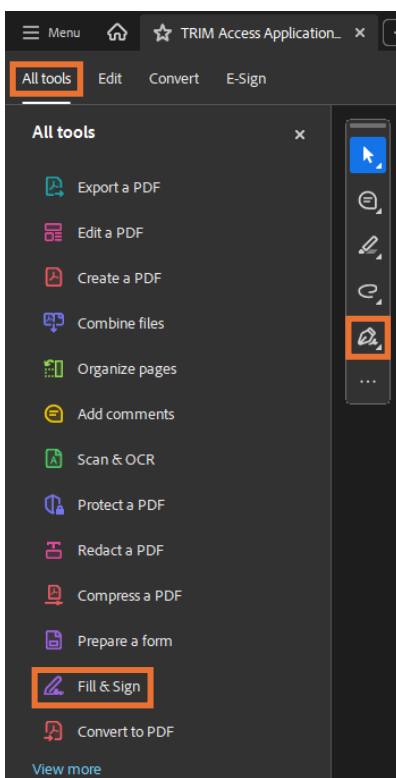 Menu
TRIM Access Application_
All tools Edit Convert E-Sign
All tools
Export a PDF
Edit a PDF
Create a PDF
Combine files
Organize pages
Add comments
Scan & OCR
Protect a PDF
Redact a PDF
Compress a PDF
Prepare a form
Fill & Sign
Convert to PDF
View more